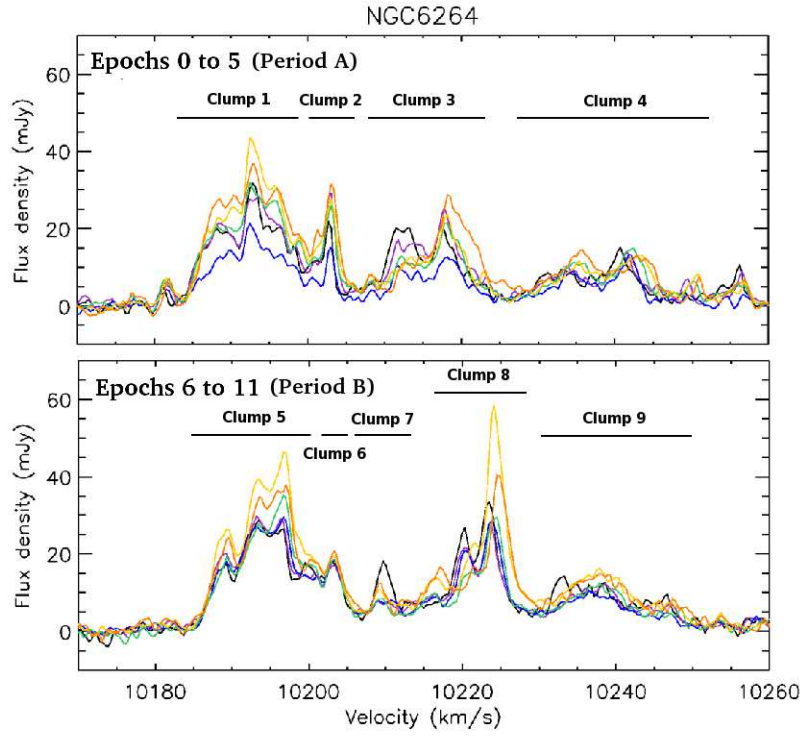 NGC6264
Epochs 0 to 5 (Period A)
Clump 1 Clump 2 Clump 3 Clump 4
60
40
20
0
Flux density (mJy)
Epochs 6 to 11 (Period B)
Clump 8
Clump 5 Clump 7 Clump 9
Clump 6
60
40
20
0
Flux density (mJy)
10180 10200 10220 10240 10260
Velocity (km/s)